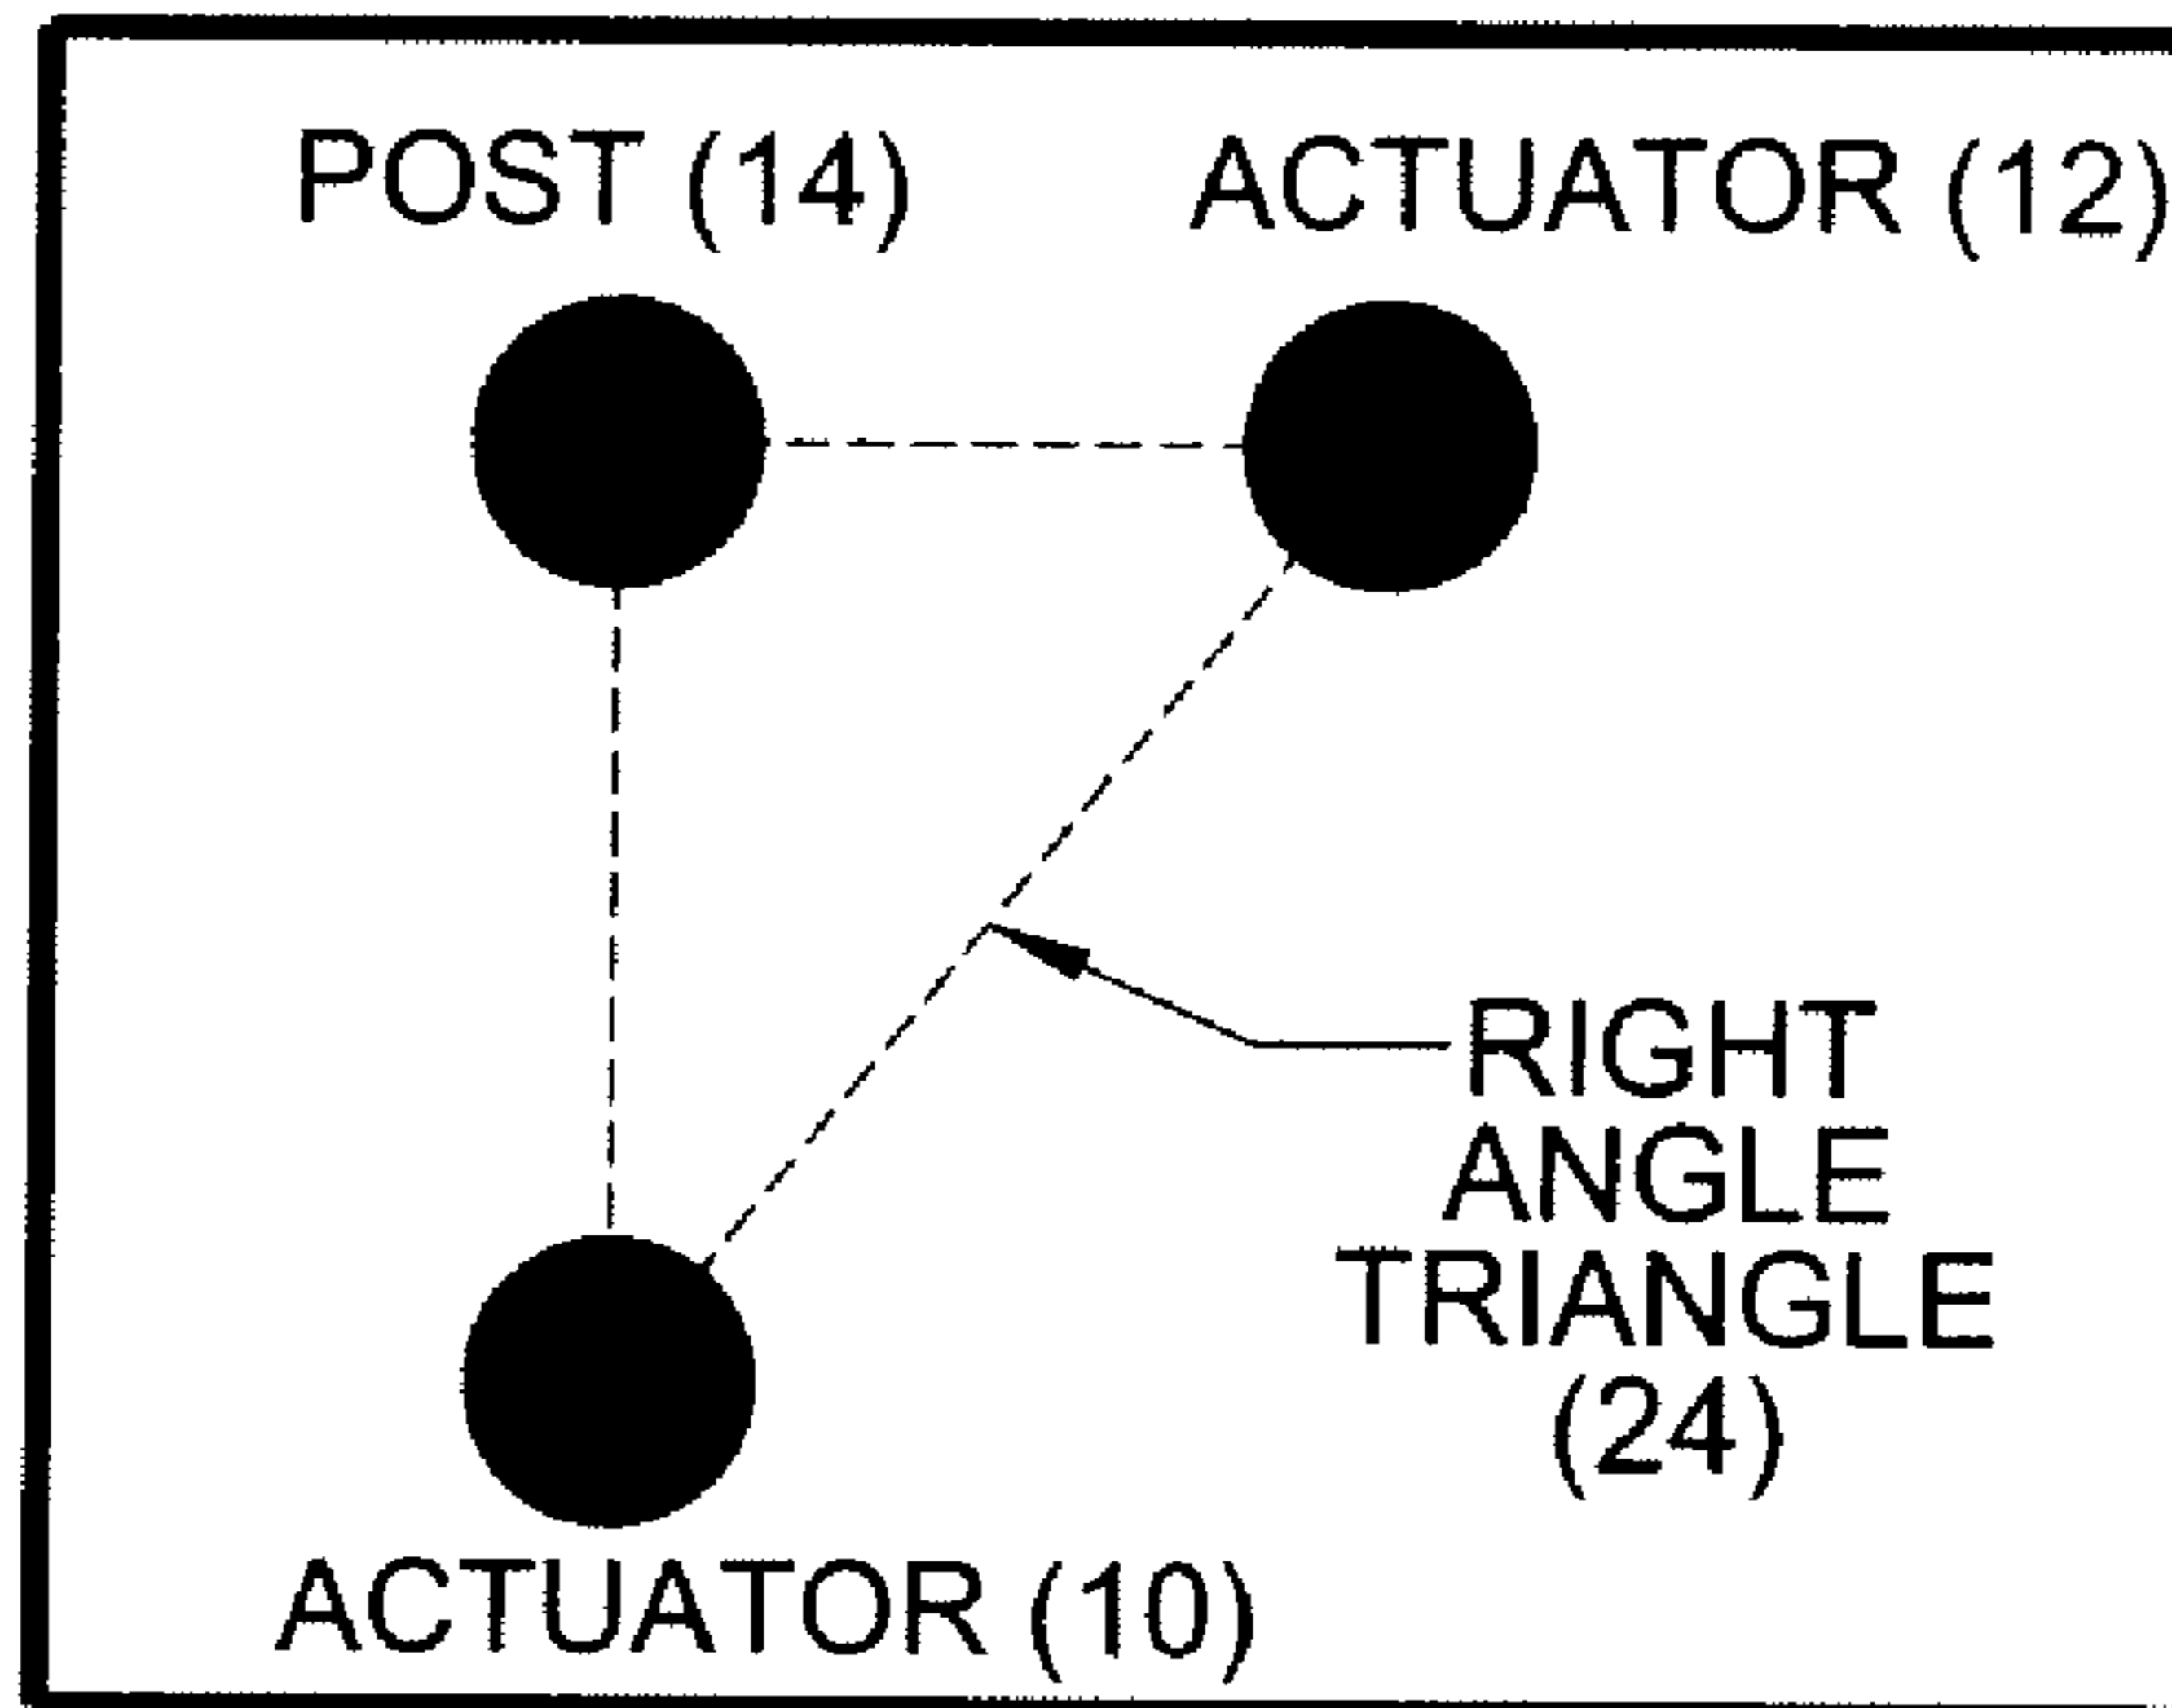 POST (14)
ACTUATOR (12)
RIGHT
ANGLE
TRIANGLE
(24)
ACTUATOR (10)